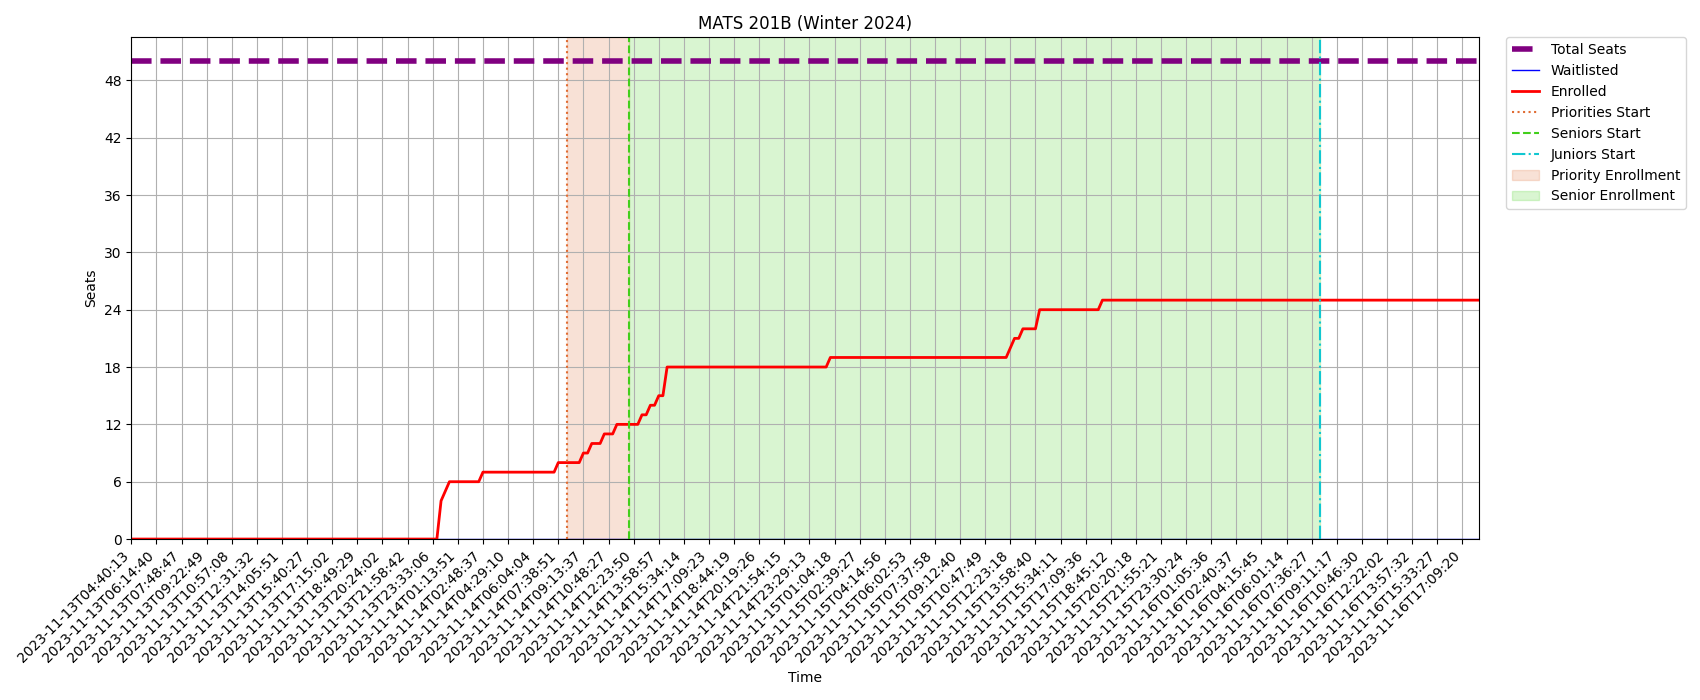 MATS 201B (Winter 2024)
Total Seats
Waitlisted
Enrolled
Priorities Start
Seniors Start
Juniors Start
Priority Enrollment
Senior Enrollment
Seats
48
42
36
30
24
18
12
6
0
2023-11-13T04:40:13
2023-11-13T06:14:40
2023-11-13T07:48:47
2023-11-13T09:22:49
2023-11-13T10:57:08
2023-11-13T12:31:32
2023-11-13T14:05:51
2023-11-13T15:40:27
2023-11-13T17:15:02
2023-11-13T18:49:29
2023-11-13T20:24:02
2023-11-13T21:58:42
2023-11-13T23:33:06
2023-11-14T01:13:51
2023-11-14T02:48:37
2023-11-14T04:29:10
2023-11-14T06:04:04
2023-11-14T07:38:51
2023-11-14T09:13:37
2023-11-14T10:48:27
2023-11-14T12:23:50
2023-11-14T13:58:57
2023-11-14T15:34:14
2023-11-14T17:09:23
2023-11-14T18:44:19
2023-11-14T20:19:26
2023-11-14T21:54:15
2023-11-14T23:29:13
2023-11-15T01:04:18
2023-11-15T02:39:27
2023-11-15T04:14:56
2023-11-15T06:02:53
2023-11-15T07:37:58
2023-11-15T09:12:40
2023-11-15T10:47:49
2023-11-15T12:23:18
2023-11-15T13:58:40
2023-11-15T15:34:11
2023-11-15T17:09:36
2023-11-15T18:45:12
2023-11-15T20:20:18
2023-11-15T21:55:21
2023-11-15T23:30:24
2023-11-16T01:05:36
2023-11-16T02:40:37
2023-11-16T04:15:45
2023-11-16T06:01:14
2023-11-16T07:36:27
2023-11-16T09:11:17
2023-11-16T10:46:30
2023-11-16T12:22:02
2023-11-16T13:57:32
2023-11-16T15:33:27
2023-11-16T17:09:20
Time